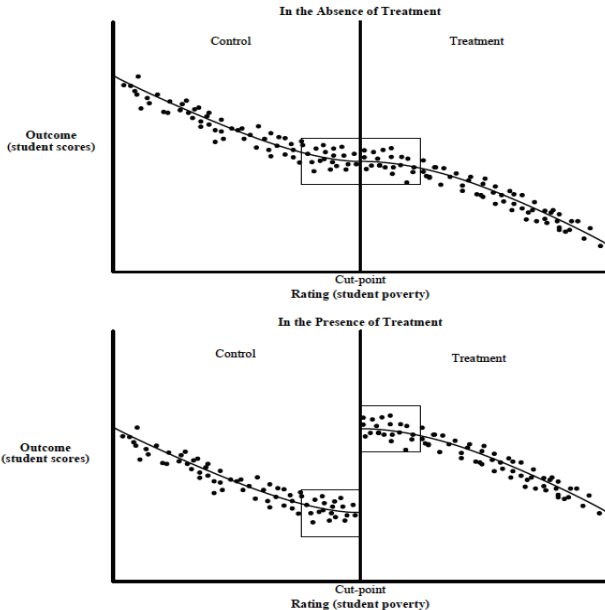 In the Absence of Treatment
Control
Treatment
Outcome
(student scores)
Cut-point
Rating (student poverty)
In the Presence of Treatment
Control
Treatment
Outcome
(student scores)
Cut-point
Rating (student poverty)